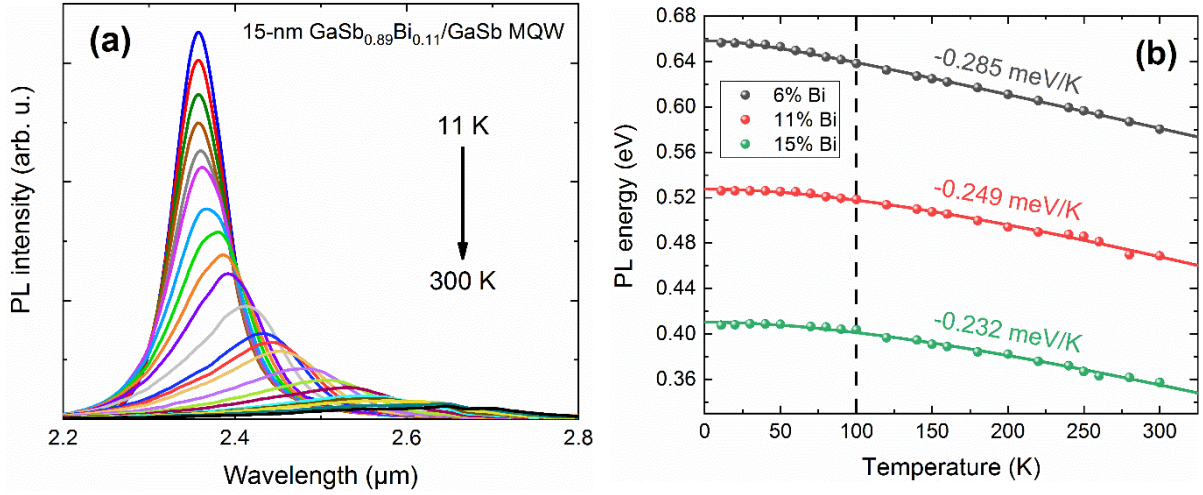 (a)
15-nm GaSb0.89Bi0.11/GaSb MQW
11 K
300 K
PL intensity (arb. u.)
2.2 2.4 2.6 2.8
Wavelength (μm)
(b)
0.68
0.64
0.60
0.56
0.52
0.48
0.44
0.40
0.36
PL energy (eV)
-0.285 meV/K
6% Bi
11% Bi
15% Bi
-0.249 meV/K
-0.232 meV/K
0 50 100 150 200 250 300
Temperature (K)